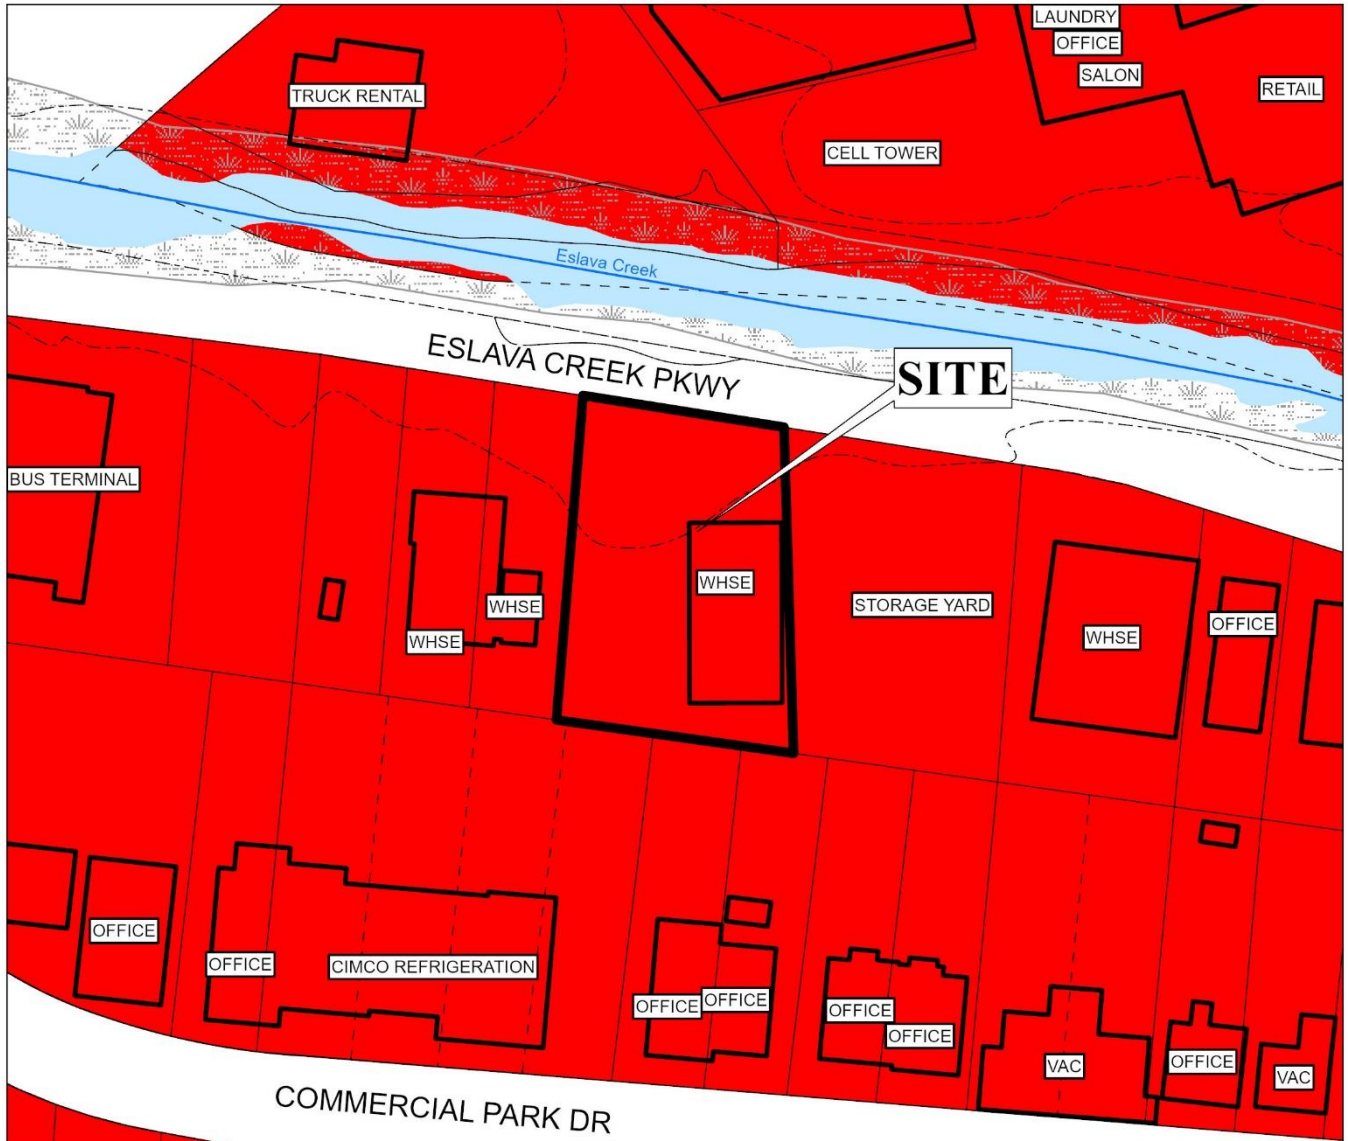 LAUNDRY
OFFICE
SALON
RETAIL
TRUCK RENTAL
CELL TOWER
Eslava Creek
ESLAVA CREEK PKWY
SITE
BUS TERMINAL
WHSE
WHSE
WHSE
STORAGE YARD
WHSE
OFFICE
OFFICE
OFFICE
CIMCO REFRIGERATION
OFFICE
OFFICE
OFFICE
OFFICE
VAC
OFFICE
VAC
COMMERCIAL PARK DR